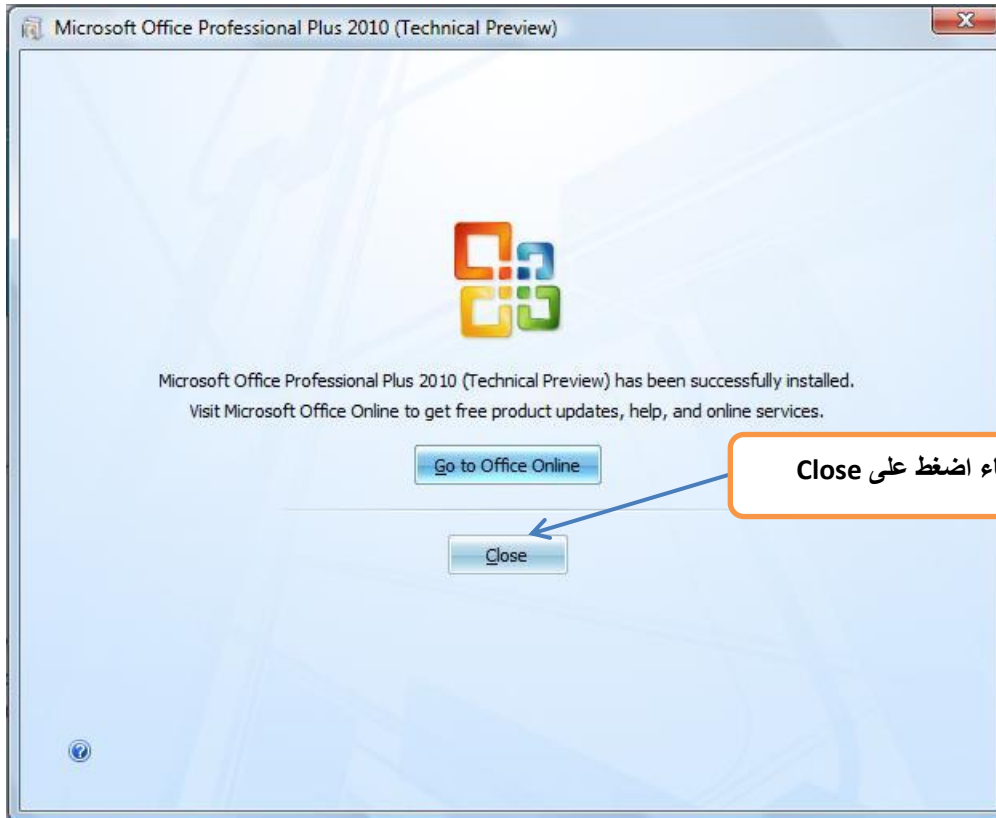 Microsoft Office Professional Plus 2010 (Technical Preview)
Microsoft Office Professional Plus 2010 (Technical Preview) has been successfully installed.
Visit Microsoft Office Online to get free product updates, help, and online services.
Go to Office Online
اضغط على Close
Close